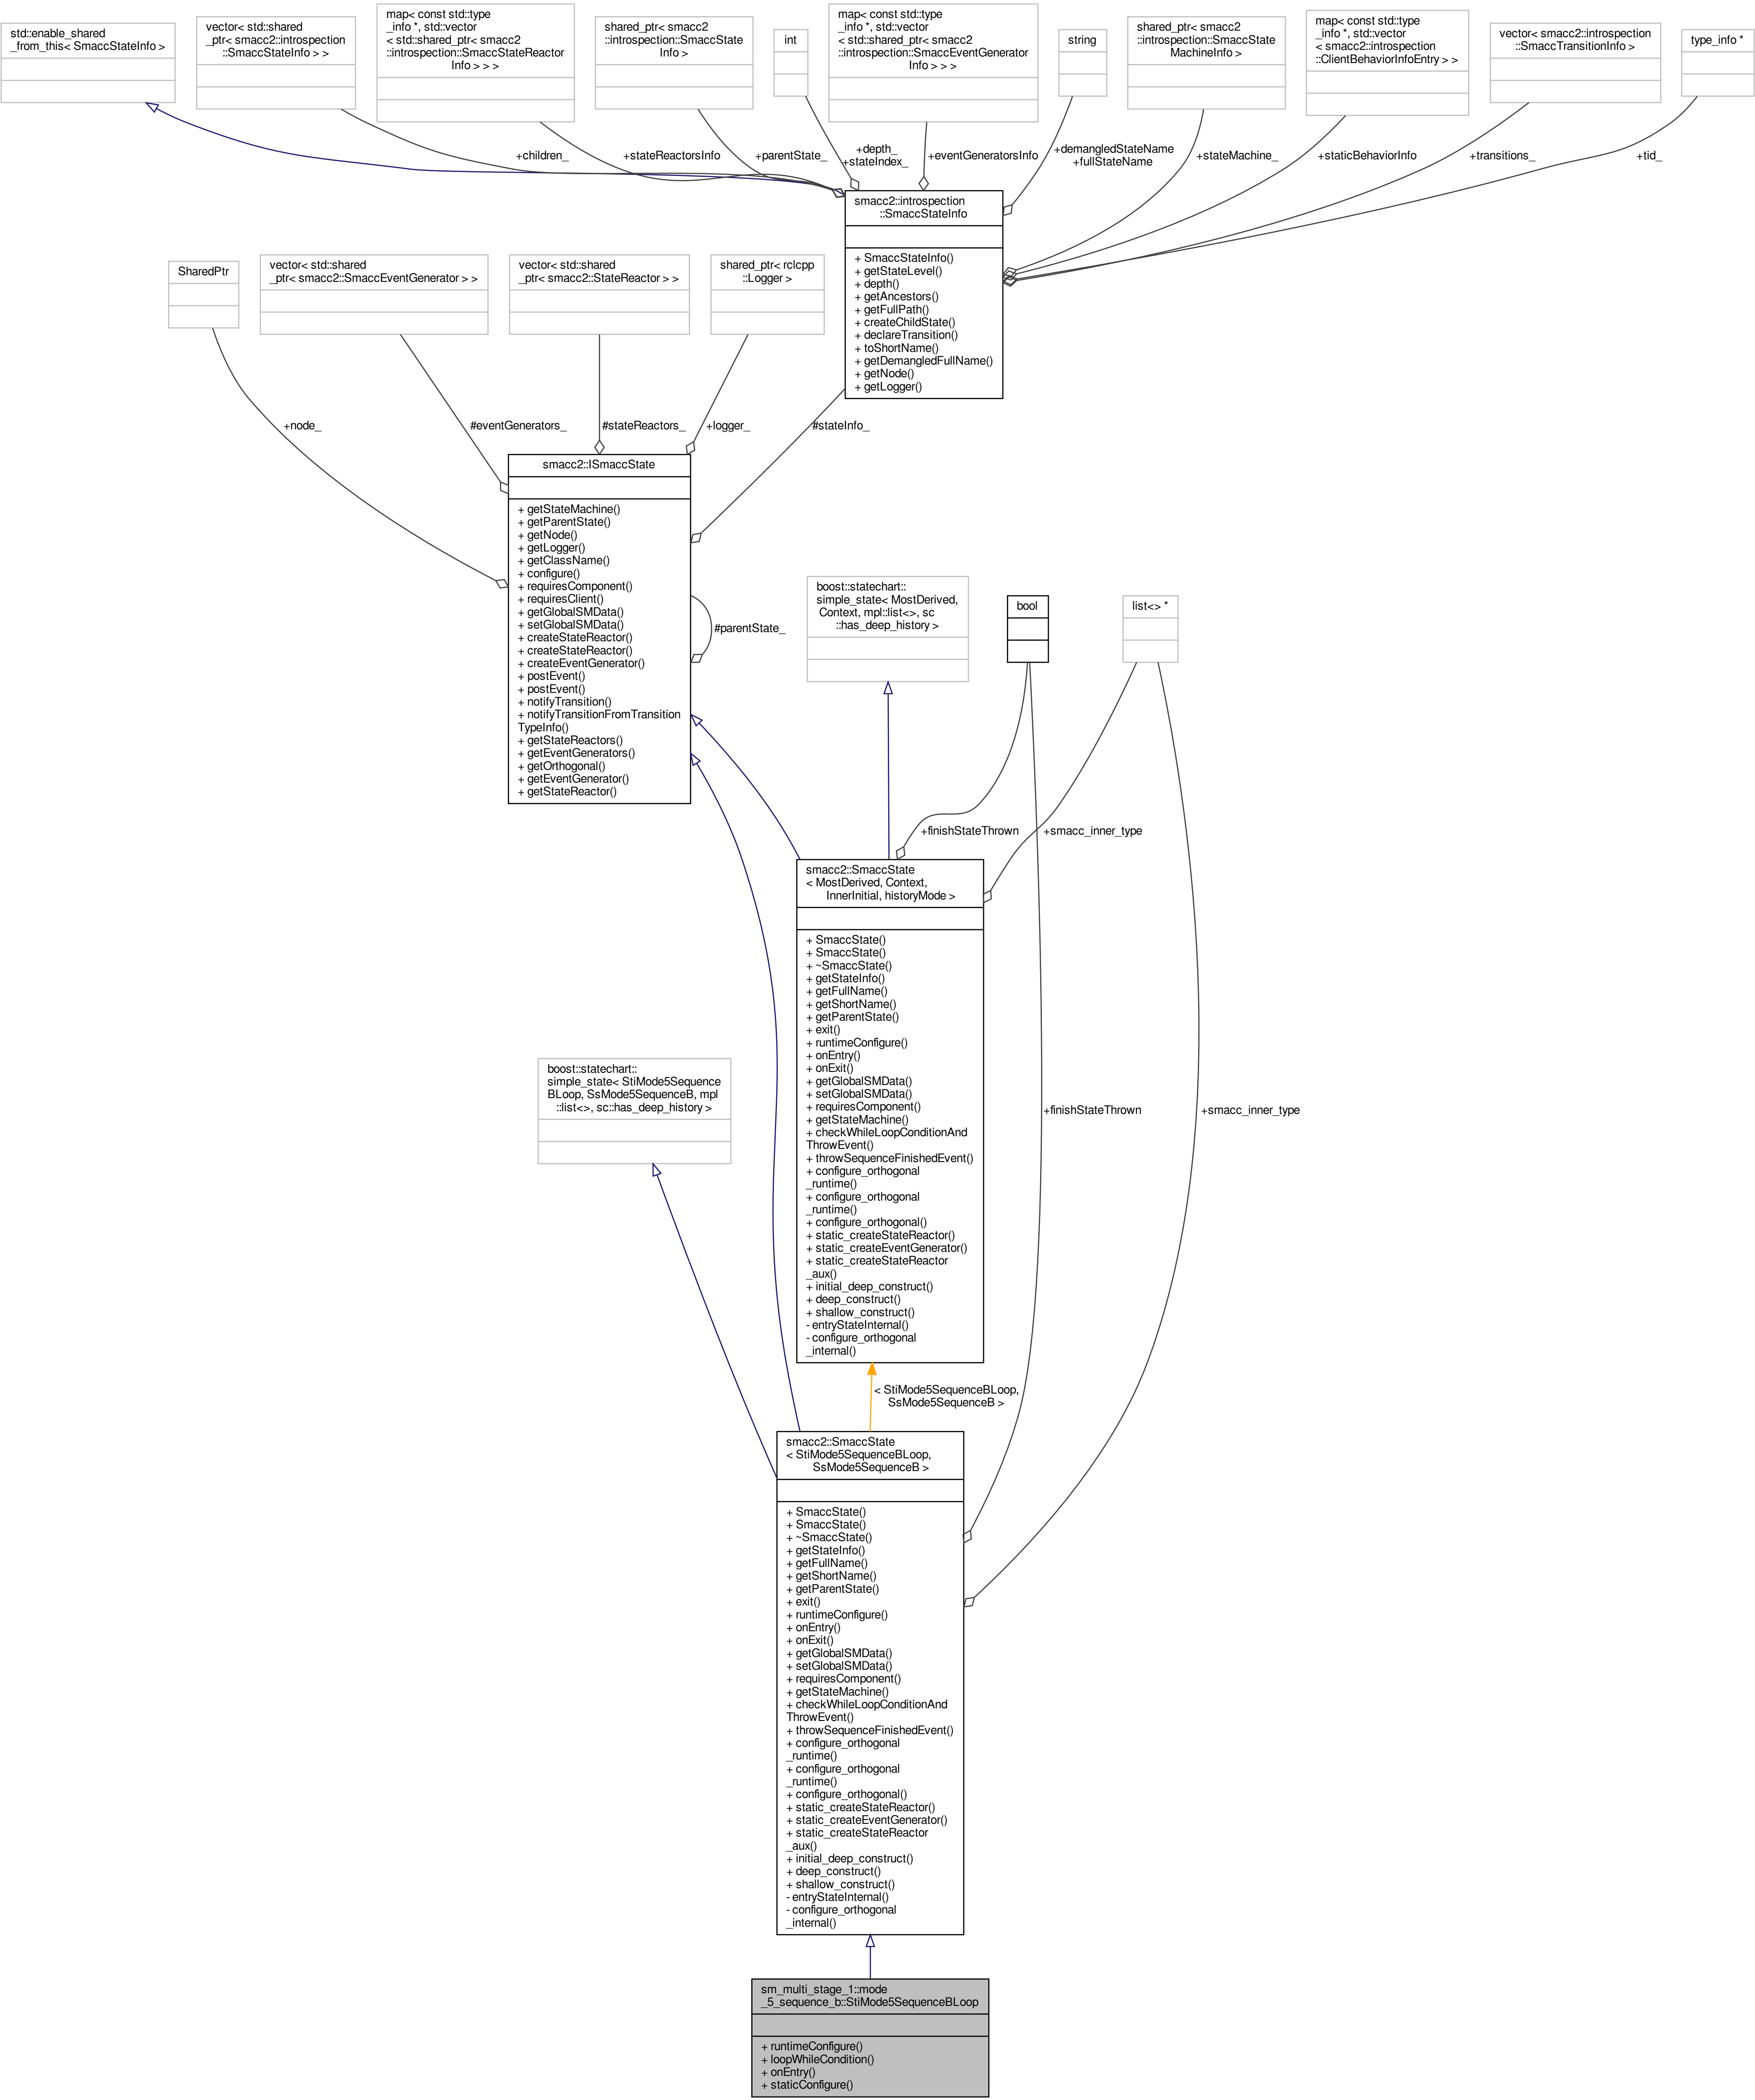 std::enable_shared
_from_this< SmaccStateInfo >
vector< std::shared
_ptr< smacc2::introspection
::SmaccStateInfo > >
map< const std::type
_info *, std::vector
< std::shared_ptr< smacc2
::introspection::SmaccStateReactor
Info > > >
shared_ptr< smacc2
::introspection::SmaccState
Info >
int
map< const std::type
_info *, std::vector
< std::shared_ptr< smacc2
::introspection::SmaccEventGenerator
Info > > >
string
shared_ptr< smacc2
::introspection::SmaccState
MachineInfo >
map< const std::type
_info *, std::vector
< smacc2::introspection
::ClientBehaviorInfoEntry > >
vector< smacc2::introspection
::SmaccTransitionInfo >
type_info *
+children_
+stateReactorsInfo
+parentState_
+depth_
+stateIndex_
+eventGeneratorsInfo
+demangledStateName
+fullStateName
+stateMachine_
+staticBehaviorInfo
+transitions_
+tid_
smacc2::introspection
::SmaccStateInfo
+ SmaccStateInfo()
+ getStateLevel()
+ depth()
+ getAncestors()
+ getFullPath()
+ createChildState()
+ declareTransition()
+ toShortName()
+ getDemangledFullName()
+ getNode()
+ getLogger()
SharedPtr
vector< std::shared
_ptr< smacc2::SmaccEventGenerator > >
vector< std::shared
_ptr< smacc2::StateReactor > >
shared_ptr< rclcpp
::Logger >
+node_
#eventGenerators_
#stateReactors_
+logger_
#stateInfo_
smacc2::ISmaccState
+ getStateMachine()
+ getParentState()
+ getNode()
+ getLogger()
+ getClassName()
+ configure()
+ requiresComponent()
+ requiresClient()
+ getGlobalSMData()
+ setGlobalSMData()
+ createStateReactor()
+ createStateReactor()
+ createEventGenerator()
+ postEvent()
+ postEvent()
+ notifyTransition()
+ notifyTransitionFromTransition
TypeInfo()
+ getStateReactors()
+ getEventGenerators()
+ getOrthogonal()
+ getEventGenerator()
+ getStateReactor()
#parentState_
boost::statechart::
simple_state< MostDerived,
Context, mpl::list<>, sc
::has_deep_history >
bool
list<> *
+finishStateThrown
+smacc_inner_type
smacc2::SmaccState
< MostDerived, Context,
InnerInitial, historyMode >
+ SmaccState()
+ SmaccState()
+ ~SmaccState()
+ getStateInfo()
+ getFullName()
+ getShortName()
+ getParentState()
+ exit()
+ runtimeConfigure()
+ onEntry()
+ onExit()
+ getGlobalSMData()
+ setGlobalSMData()
+ requiresComponent()
+ getStateMachine()
+ checkWhileLoopConditionAnd
ThrowEvent()
+ throwSequenceFinishedEvent()
+ configure_orthogonal
_runtime()
+ configure_orthogonal
_runtime()
+ configure_orthogonal()
+ static_createStateReactor()
+ static_createEventGenerator()
+ static_createStateReactor
_aux()
+ initial_deep_construct()
+ deep_construct()
+ shallow_construct()
- entryStateInternal()
- configure_orthogonal
_internal()
boost::statechart::
simple_state< StiMode5Sequence
BLoop, SsMode5SequenceB, mpl
::list<>, sc::has_deep_history >
+finishStateThrown
+smacc_inner_type
< StiMode5SequenceBLoop,
SsMode5SequenceB >
smacc2::SmaccState
< StiMode5SequenceBLoop,
SsMode5SequenceB >
+ SmaccState()
+ SmaccState()
+ ~SmaccState()
+ getStateInfo()
+ getFullName()
+ getShortName()
+ getParentState()
+ exit()
+ runtimeConfigure()
+ onEntry()
+ onExit()
+ getGlobalSMData()
+ setGlobalSMData()
+ requiresComponent()
+ getStateMachine()
+ checkWhileLoopConditionAnd
ThrowEvent()
+ throwSequenceFinishedEvent()
+ configure_orthogonal
_runtime()
+ configure_orthogonal
_runtime()
+ configure_orthogonal()
+ static_createStateReactor()
+ static_createEventGenerator()
+ static_createStateReactor
_aux()
+ initial_deep_construct()
+ deep_construct()
+ shallow_construct()
- entryStateInternal()
- configure_orthogonal
_internal()
sm_multi_stage_1::mode
_5_sequence_b::StiMode5SequenceBLoop
+ runtimeConfigure()
+ loopWhileCondition()
+ onEntry()
+ staticConfigure()